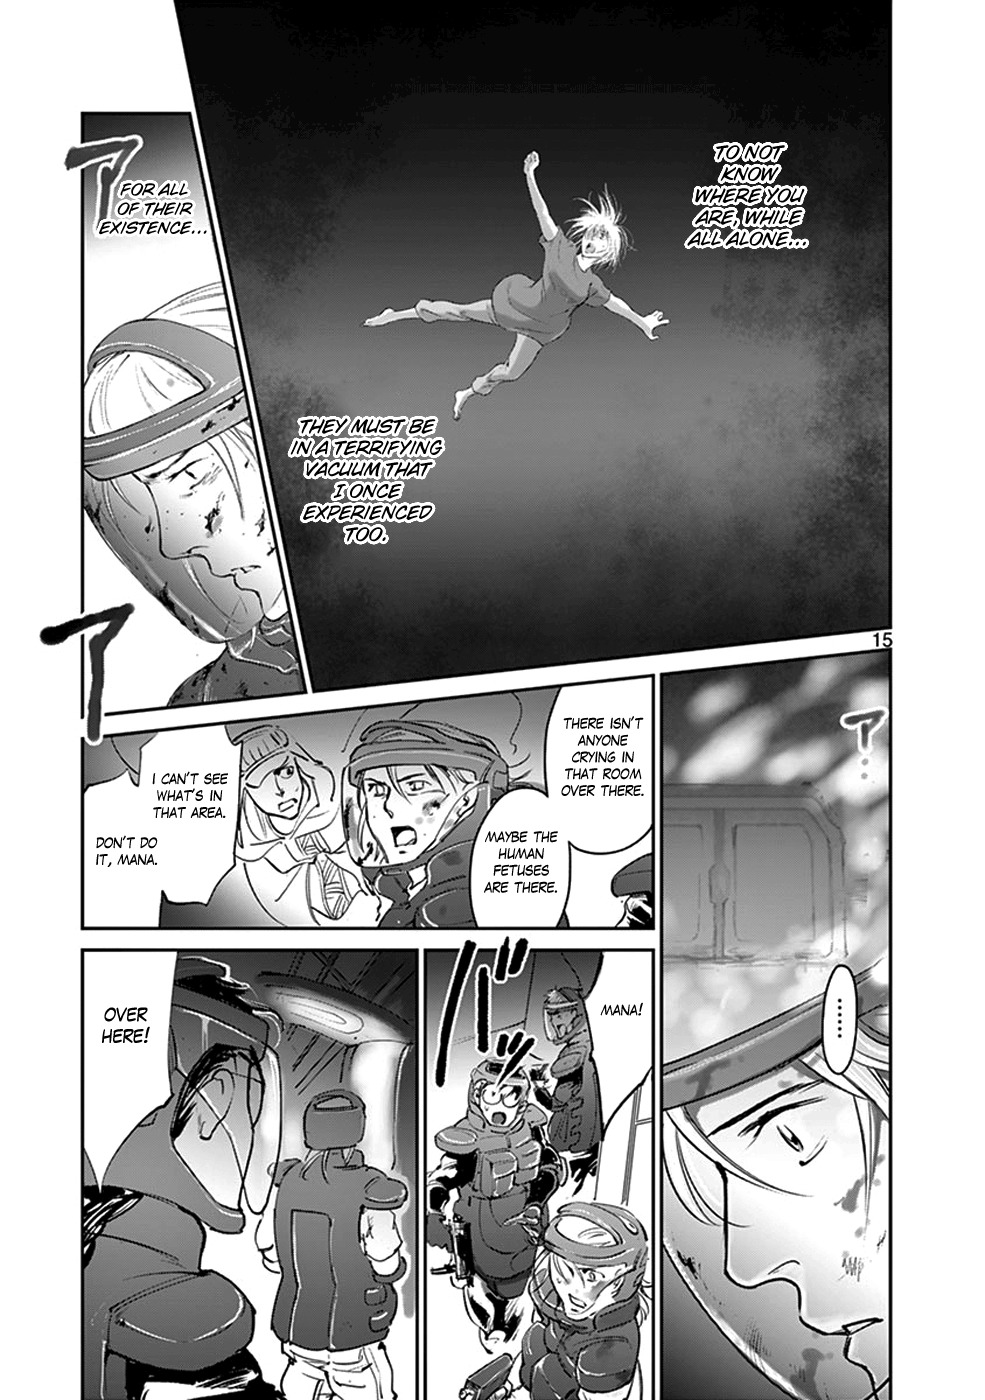 TO NOT
KNOW
WHERE YOU
ARE, WHILE
ALL ALONE...
THEY MUST BE
IN A TERRIFYING
VACUUM THAT
I ONCE
EXPERIENCED
TOO.
ア
FOR ALL
OF THEIR
EXISTENCE...
ア
15
ア…
........
THERE ISN'T
ANYONE
CRYING IN
THAT ROOM
OVER THERE.
MAYBE THE
HUMAN
FETUSES
ARE THERE.
I CAN'T SEE
WHAT'S IN
THAT AREA.
DON'T DO
IT, MANA.
MANA!
OVER
HERE!